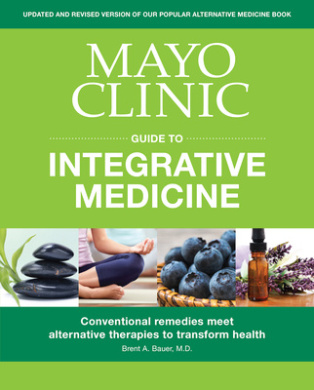 UPDATED AND REVISED VERSION OF OUR POPULAR ALTERNATIVE MEDICINE BOOK
MAYO
CLINIC
GUIDE TO
INTEGRATIVE
MEDICINE
Conventional remedies meet
alternative therapies to transform health
Brent A. Bauer, M.D.